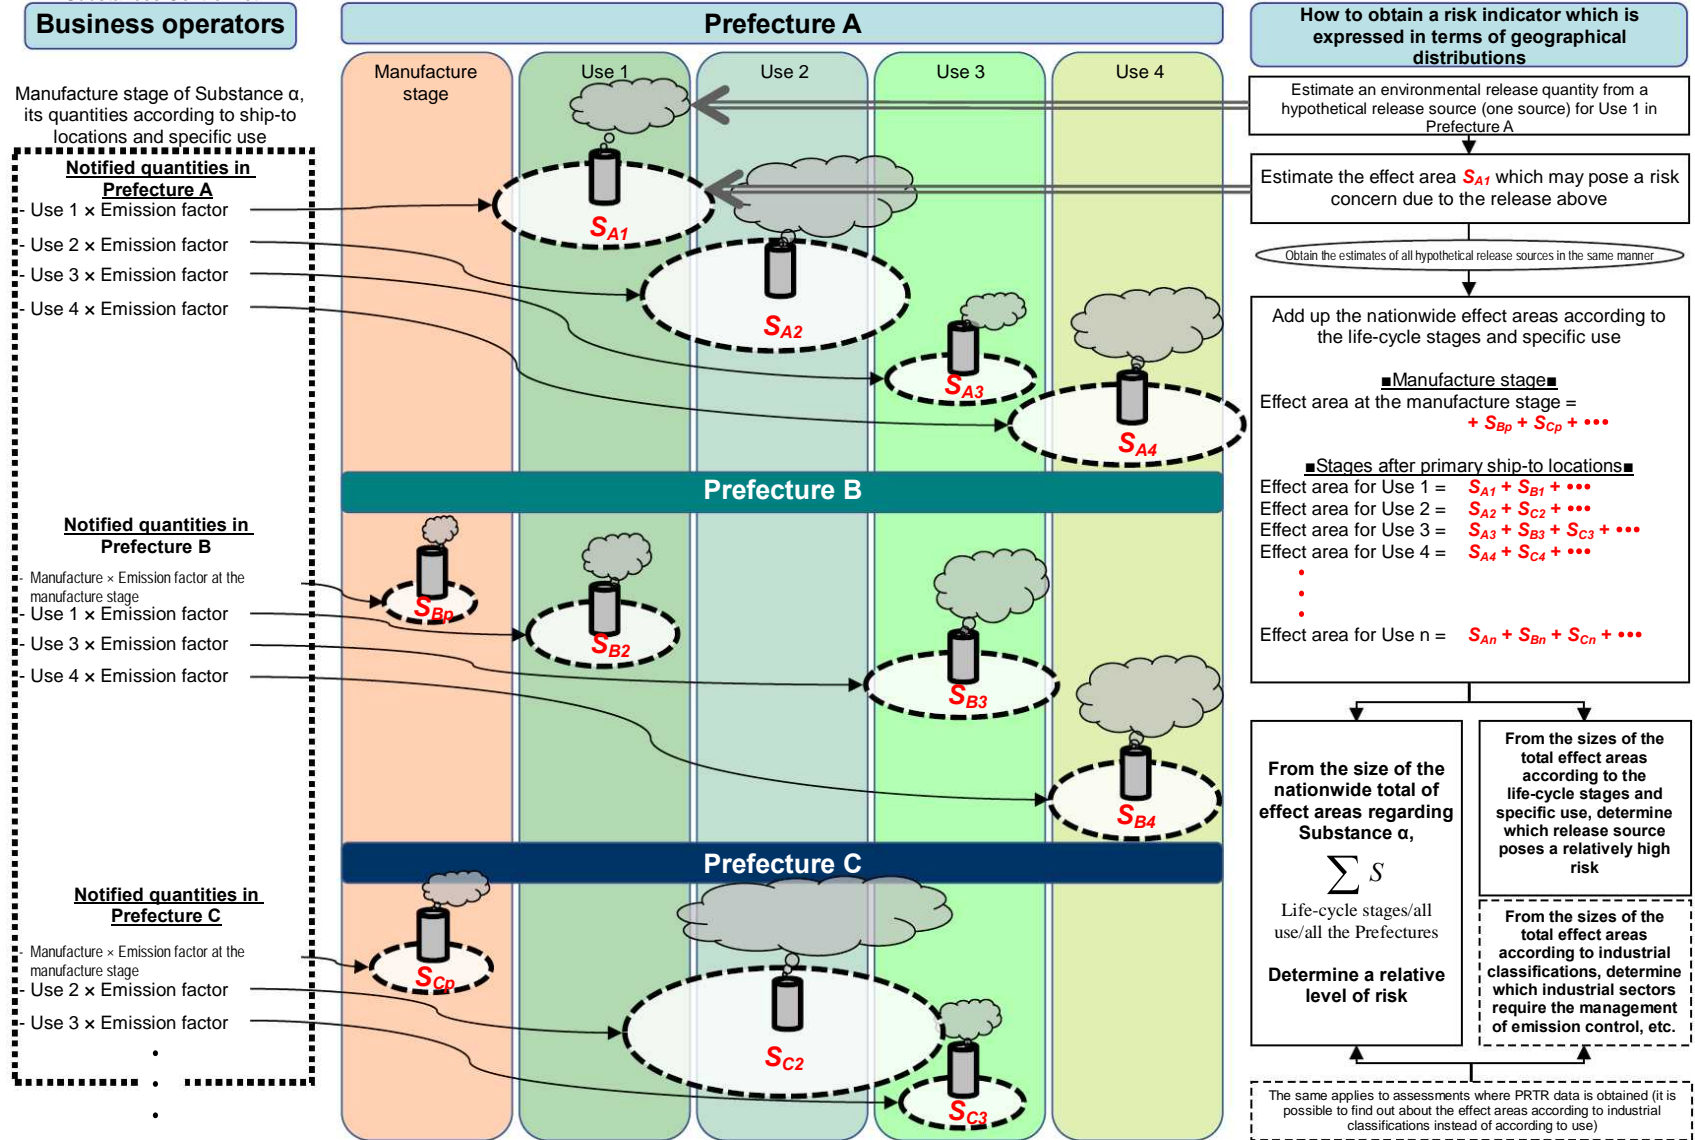 Business operators
Manufacture stage of Substance α,
its quantities according to ship-to
locations and specific use
Notified quantities in
Prefecture A
- Use 1 × Emission factor
- Use 2 × Emission factor
- Use 3 × Emission factor
- Use 4 × Emission factor
Notified quantities in
Prefecture B
- Manufacture × Emission factor at the
manufacture stage
- Use 1 × Emission factor
- Use 3 × Emission factor
- Use 4 × Emission factor
Notified quantities in
Prefecture C
- Manufacture × Emission factor at the
manufacture stage
- Use 2 × Emission factor
- Use 3 × Emission factor
•
•
•
Prefecture A
Manufacture
stage
Use 1
Use 2
Use 3
Use 4
SA1
SA2
SA3
SA4
Prefecture B
SBp
SB2
SB3
SB4
Prefecture C
SCp
SC2
SC3
How to obtain a risk indicator which is
expressed in terms of geographical
distributions
Estimate an environmental release quantity from a
hypothetical release source (one source) for Use 1 in
Prefecture A
Estimate the effect area SA1 which may pose a risk
concern due to the release above
Obtain the estimates of all hypothetical release sources in the same manner
Add up the nationwide effect areas according to
the life-cycle stages and specific use
■Manufacture stage■
Effect area at the manufacture stage =
+ SBp + SCp + •••
■Stages after primary ship-to locations■
Effect area for Use 1 = SA1 + SB1 + •••
Effect area for Use 2 = SA2 + SC2 + •••
Effect area for Use 3 = SA3 + SB3 + SC3 + •••
Effect area for Use 4 = SA4 + SC4 + •••
•
•
•
Effect area for Use n = SAn + SBn + SCn + •••
From the size of the
nationwide total of
effect areas regarding
Substance α,
∑ S
Life-cycle stages/all
use/all the Prefectures
Determine a relative
level of risk
From the sizes of the
total effect areas
according to the
life-cycle stages and
specific use, determine
which release source
poses a relatively high
risk
From the sizes of the
total effect areas
according to industrial
classifications, determine
which industrial sectors
require the management
of emission control, etc.
The same applies to assessments where PRTR data is obtained (it is
possible to find out about the effect areas according to industrial
classifications instead of according to use)